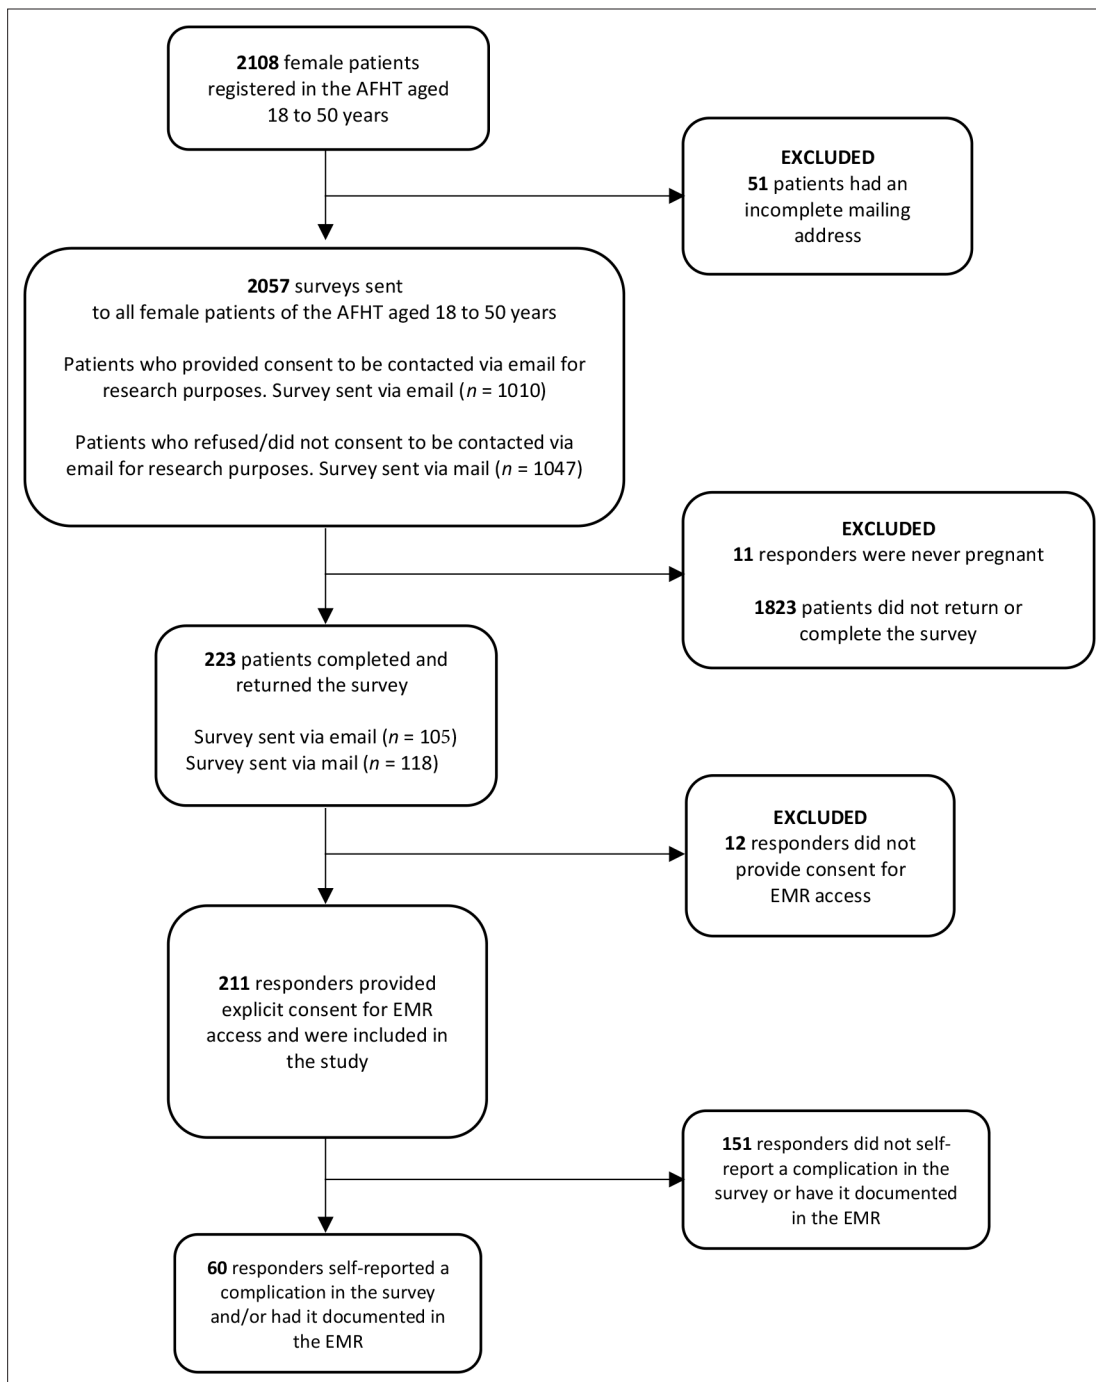 2108 female patients
registered in the AFHT aged
18 to 50 years
EXCLUDED
51 patients had an
incomplete mailing
address
2057 surveys sent
to all female patients of the AFHT aged 18 to 50 years
Patients who provided consent to be contacted via email for
research purposes. Survey sent via email (n = 1010)
Patients who refused/did not consent to be contacted via
email for research purposes. Survey sent via mail (n = 1047)
EXCLUDED
11 responders were never pregnant
1823 patients did not return or
complete the survey
223 patients completed and
returned the survey
Survey sent via email (n = 105)
Survey sent via mail (n = 118)
EXCLUDED
12 responders did not
provide consent for
EMR access
211 responders provided
explicit consent for EMR
access and were included in
the study
151 responders did not self-
report a complication in the
survey or have it documented
in the EMR
60 responders self-reported a
complication in the survey
and/or had it documented in
the EMR